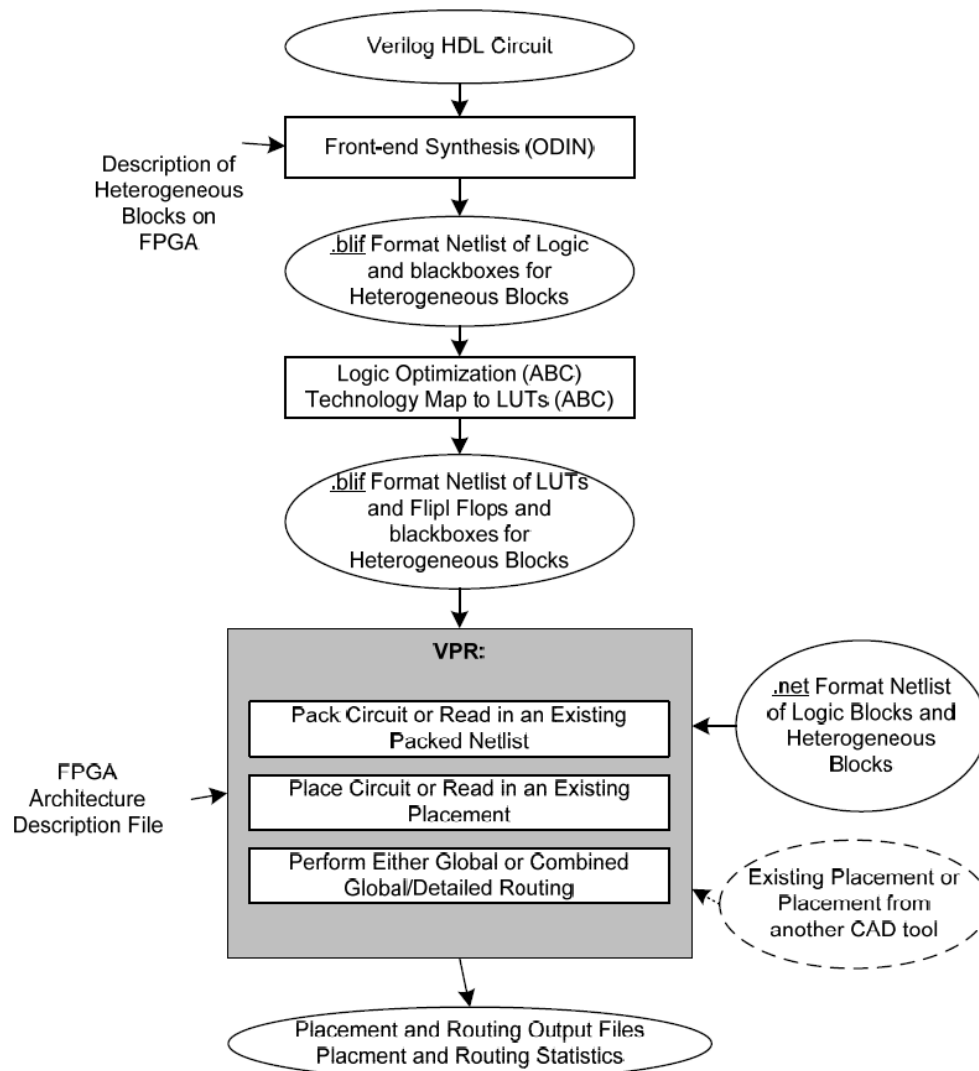 Verilog HDL Circuit
Front-end Synthesis (ODIN)
Description of
Heterogeneous
Blocks on
FPGA
.blif Format Netlist of Logic
and blackboxes for
Heterogeneous Blocks
Logic Optimization (ABC)
Technology Map to LUTs (ABC)
.blif Format Netlist of LUTs
and Flipl Flops and
blackboxes for
Heterogeneous Blocks
VPR:
Pack Circuit or Read in an Existing
Packed Netlist
Place Circuit or Read in an Existing
Placement
Perform Either Global or Combined
Global/Detailed Routing
FPGA
Architecture
Description File
.net Format Netlist
of Logic Blocks and
Heterogeneous
Blocks
Existing Placement or
Placement from
another CAD tool
Placement and Routing Output Files
Placment and Routing Statistics